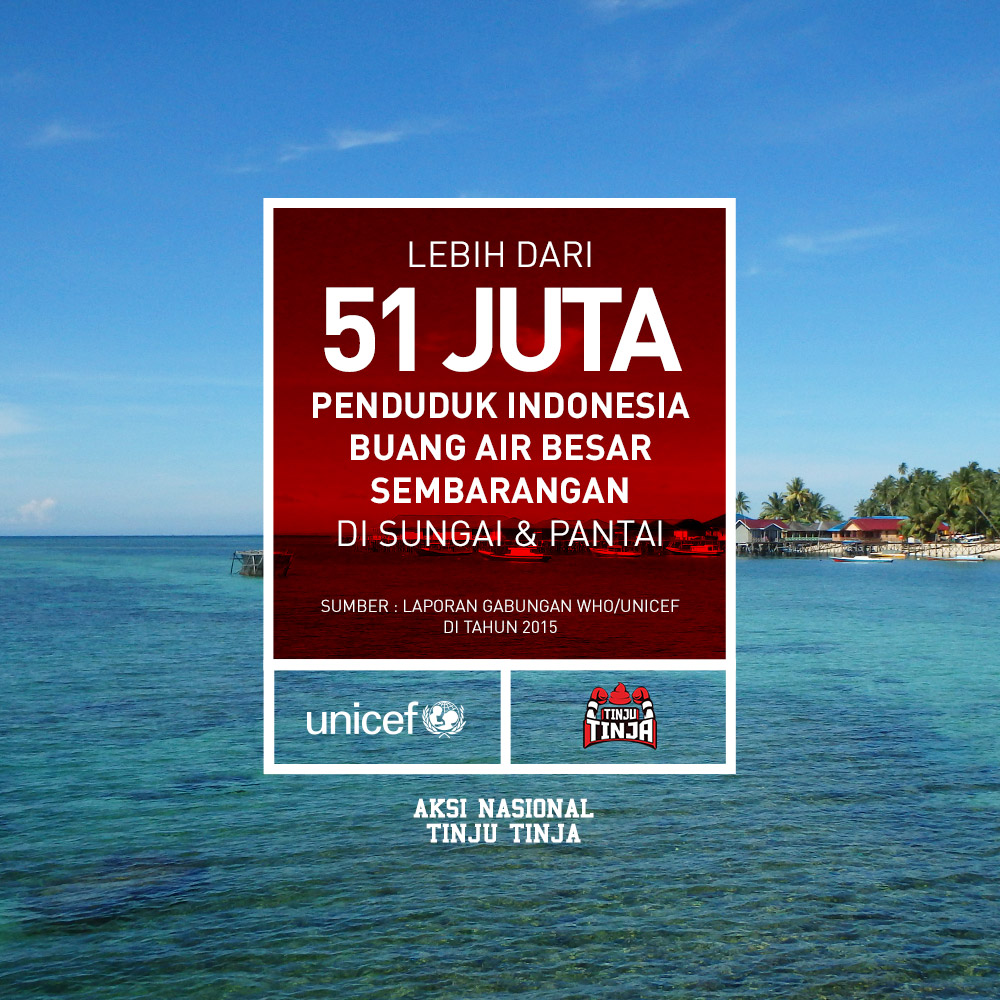 LEBIH DARI
51 JUTA
PENDUDUK INDONESIA
BUANG AIR BESAR
SEMBARANGAN
DI SUNGAI & PANTAI
SUMBER : LAPORAN GABUNGAN WHO/UNICEF
DI TAHUN 2015
unicef
TINJU
TINJA
AKSI NASIONAL
TINJU TINJA